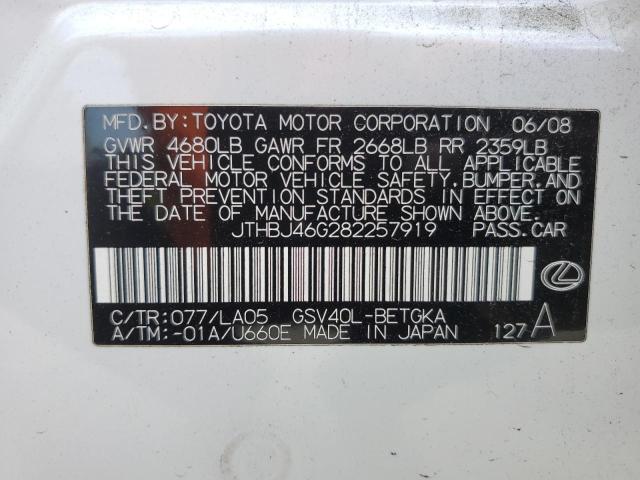 MFD.BY:TOYOTA MOTOR CORPORATION 06/08
GVWR 4680LB GAWR FR 2668LB RR 2359LB
THIS VEHICLE CONFORMS TO ALL APPLICABLE
FEDERAL MOTOR VEHICLE SAFETY,BUMPER,AND
THEFT PREVENTION STANDARDS IN EFFECT ON
THE DATE OF MANUFACTURE SHOWN ABOVE.
JTHBJ46G282257919 PASS.CAR
C/TR:077/LA05 GSV40L-BETGKA
A/TM:-01A/U660E MADE IN JAPAN 127 A